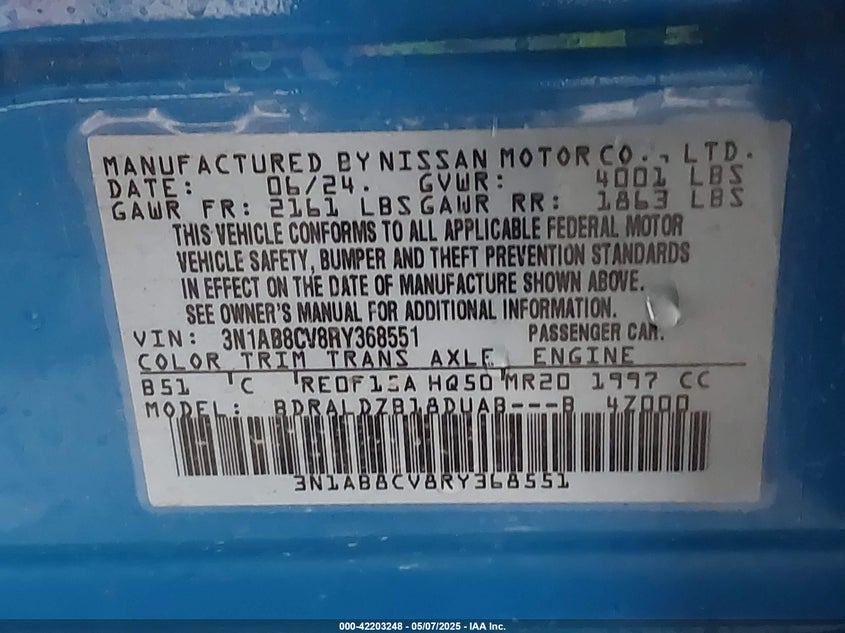 MANUFACTURED BY NISSAN MOTOR CO., LTD.
DATE: 06/24. GVWR: 4001 LBS
GAWR FR: 2161 LBS GAWR RR: 1863 LBS
THIS VEHICLE CONFORMS TO ALL APPLICABLE FEDERAL MOTOR
VEHICLE SAFETY, BUMPER AND THEFT PREVENTION STANDARDS
IN EFFECT ON THE DATE OF MANUFACTURE SHOWN ABOVE.
SEE OWNER'S MANUAL FOR ADDITIONAL INFORMATION.
VIN: 3N1AB8CV8RY368551 PASSENGER CAR.
COLOR TRIM TRANS AXLE ENGINE
B51 C RE0F15A HQ50 MR20 1997 CC
MODEL: BDRALDZB18DUAB---B 4Z000
3N1AB8CV8RY368551
000-42203248 - 05/07/2025 - IAA Inc.